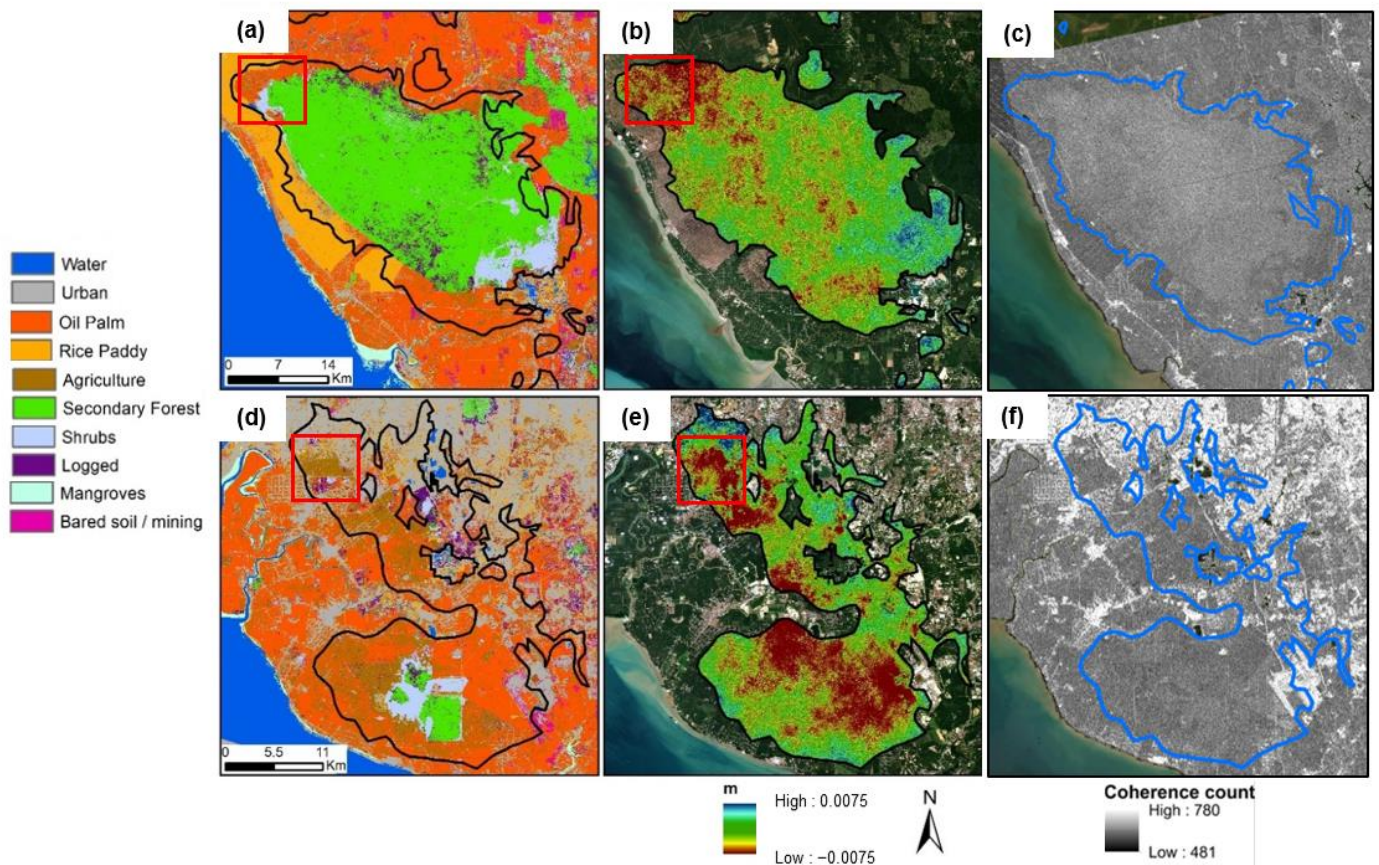 (a)
(b)
(c)
Water
Urban
Oil Palm
Rice Paddy
Agriculture
Secondary Forest
Shrubs
Logged
Mangroves
Bared soil / mining
0 7 14
Km
(d)
(e)
(f)
0 5.5 11
Km
m
High : 0.0075
Low : −0.0075
N
Coherence count
High : 780
Low : 481